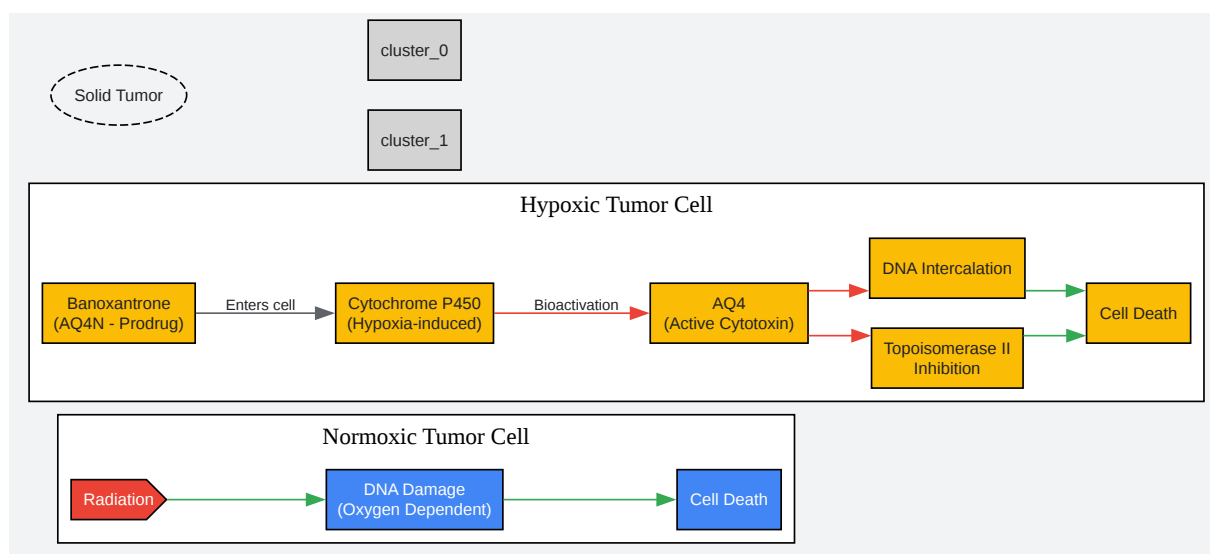 cluster_0
Solid Tumor
cluster_1
Hypoxic Tumor Cell
Banoxantrone
(AQ4N - Prodrug)
Enters cell
Cytochrome P450
(Hypoxia-induced)
Bioactivation
AQ4
(Active Cytotoxin)
DNA Intercalation
Topoisomerase II
Inhibition
Cell Death
Normoxic Tumor Cell
Radiation
DNA Damage
(Oxygen Dependent)
Cell Death